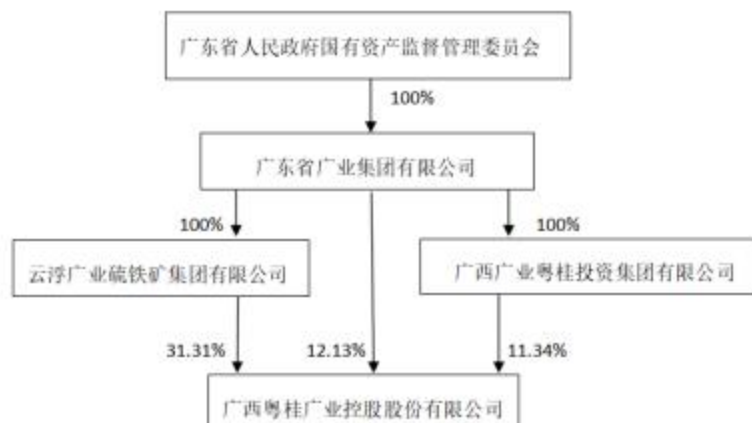 广东省人民政府国有资产监督管理委员会
100%
广东省广业集团有限公司
100%
100%
云浮广业硫铁矿集团有限公司
广西广业粤桂投资集团有限公司
31.31%
12.13%
11.34%
广西粤桂广业控股股份有限公司